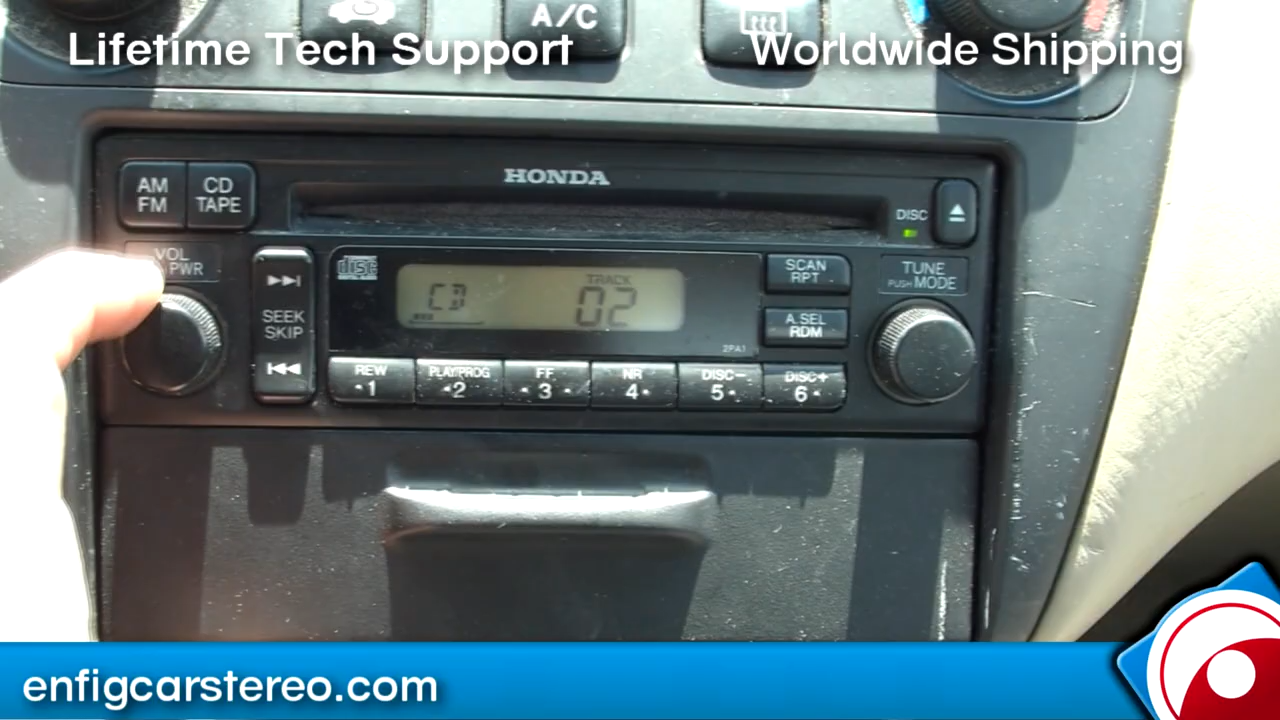 A/C
Lifetime Tech Support
Worldwide Shipping
HONDA
AM
FM
CD
TAPE
DISC
VOL
PWR
SEEK
SKIP
DISC
CD
TRACK
02
SCAN
RPT
A.SEL
RDM
TUNE
PUSH MODE
2PA1
REW
1
PLAY/PROG
2
FF
3
NR
4
DISC-
5
DISC+
6
enfigcarstereo.com